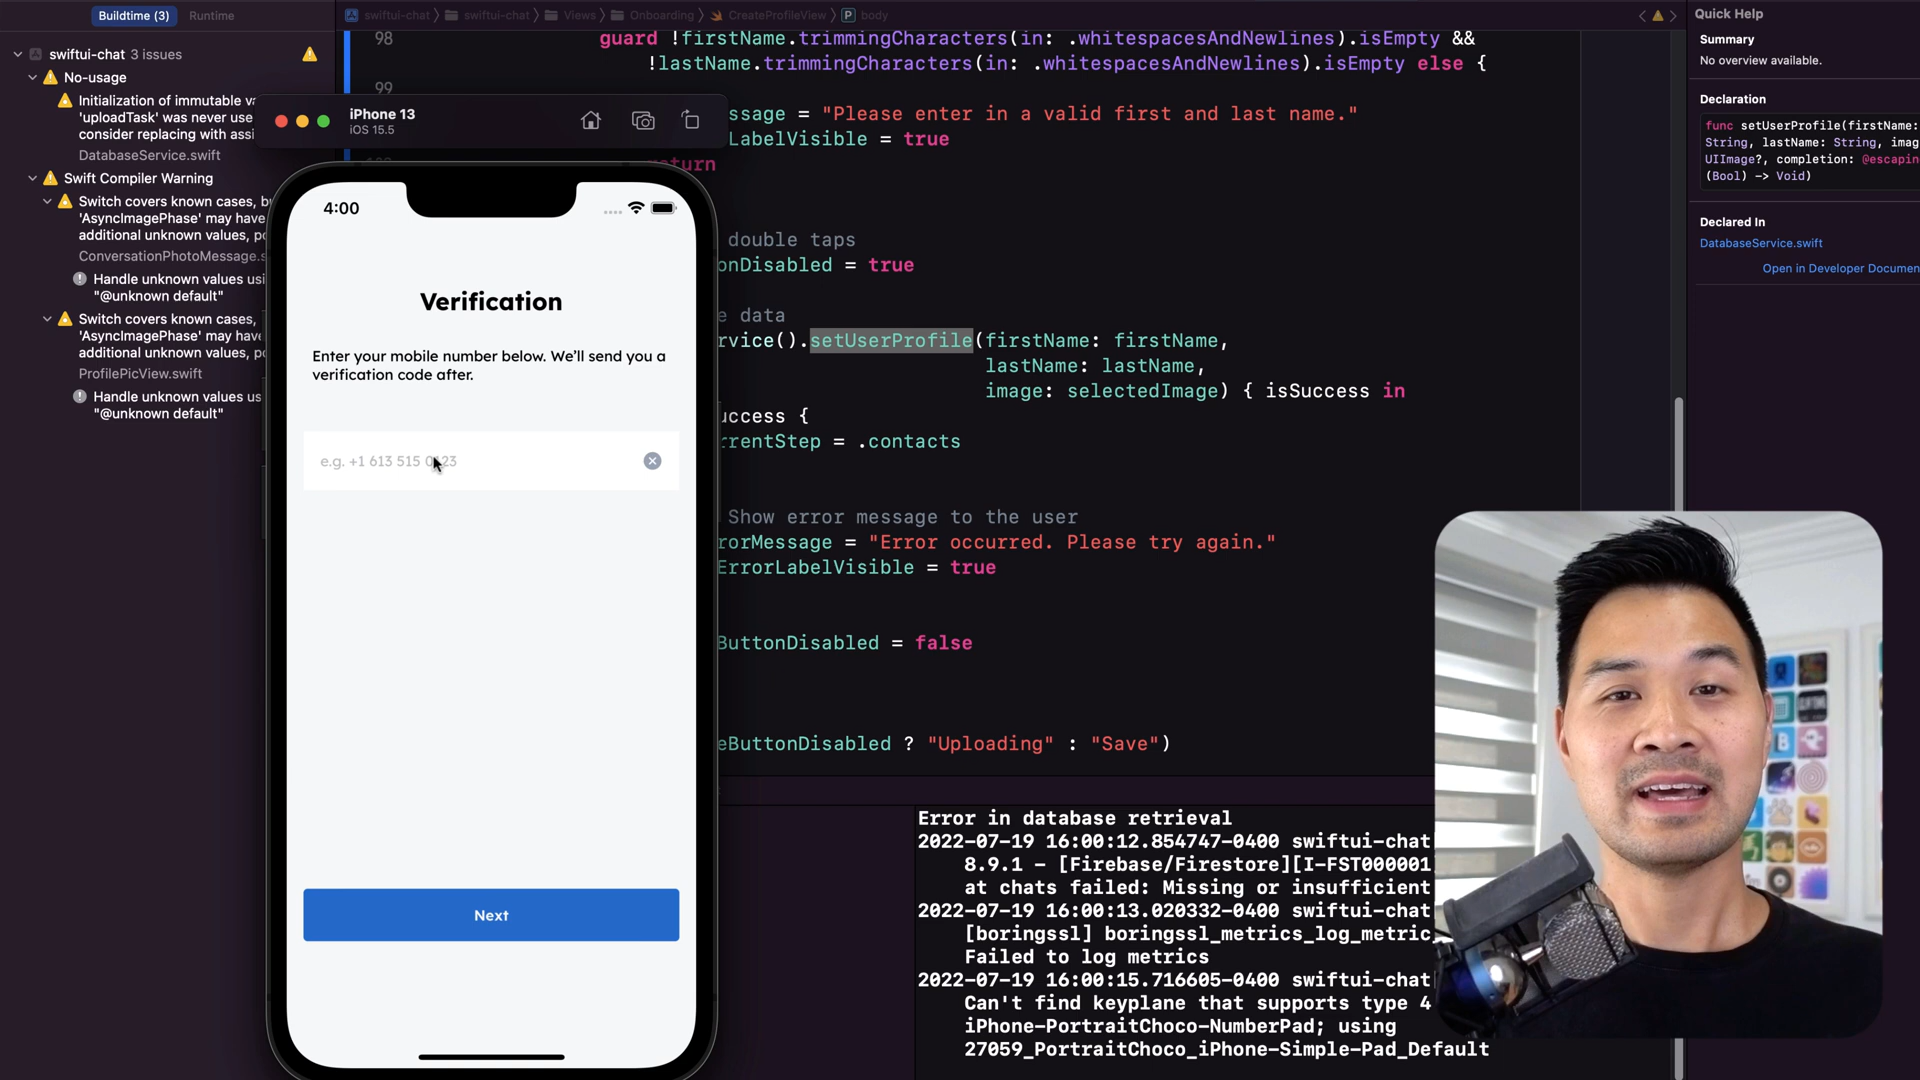 Buildtime (3) Runtime
swiftui-chat 3 issues
No-usage
Initialization of immutable va
'uploadTask' was never use
consider replacing with assi
DatabaseService.swift
Swift Compiler Warning
Switch covers known cases, b
'AsyncImagePhase' may have
additional unknown values, po
ConversationPhotoMessage.s
Handle unknown values usi
"@unknown default"
Switch covers known cases,
'AsyncImagePhase' may have
additional unknown values, p
ProfilePicView.swift
Handle unknown values us
"@unknown default"
swiftui-chat swiftui-chat Views Onboarding CreateProfileView P body
98 guard !firstName.trimmingCharacters(in: .whitespacesAndNewlines).isEmpty &&
!lastName.trimmingCharacters(in: .whitespacesAndNewlines).isEmpty else {
99
ssage = "Please enter in a valid first and last name."
LabelVisible = true
return
double taps
onDisabled = true
e data
rvice().setUserProfile(firstName: firstName,
lastName: lastName,
image: selectedImage) { isSuccess in
uccess {
rrentStep = .contacts
Show error message to the user
rorMessage = "Error occurred. Please try again."
ErrorLabelVisible = true
ButtonDisabled = false
eButtonDisabled ? "Uploading" : "Save")
iPhone 13
iOS 15.5
4:00
Verification
Enter your mobile number below. We'll send you a
verification code after.
e.g. +1 613 515 0123
Next
Error in database retrieval
2022-07-19 16:00:12.854747-0400 swiftui-chat
8.9.1 - [Firebase/Firestore][I-FST000001
at chats failed: Missing or insufficient
2022-07-19 16:00:13.020332-0400 swiftui-chat
[boringssl] boringssl_metrics_log_metric
Failed to log metrics
2022-07-19 16:00:15.716605-0400 swiftui-chat
Can't find keyplane that supports type 4
iPhone-PortraitChoco-NumberPad; using
27059_PortraitChoco_iPhone-Simple-Pad_Default
Quick Help
Summary
No overview available.
Declaration
func setUserProfile(firstName:
String, lastName: String, imag
UIImage?, completion: @escapin
(Bool) -> Void)
Declared In
DatabaseService.swift
Open in Developer Documen